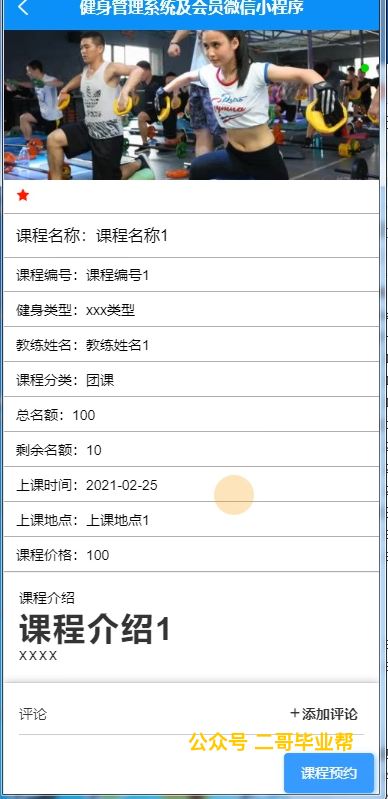 健身管理系统及会员微信小程序
课程名称：课程名称1
课程编号：课程编号1
健身类型：xxx类型
教练姓名：教练姓名1
课程分类：团课
总名额：100
剩余名额：10
上课时间：2021-02-25
上课地点：上课地点1
课程价格：100
课程介绍
课程介绍1
XXXX
评论
+添加评论
公众号 二哥毕业帮
课程预约